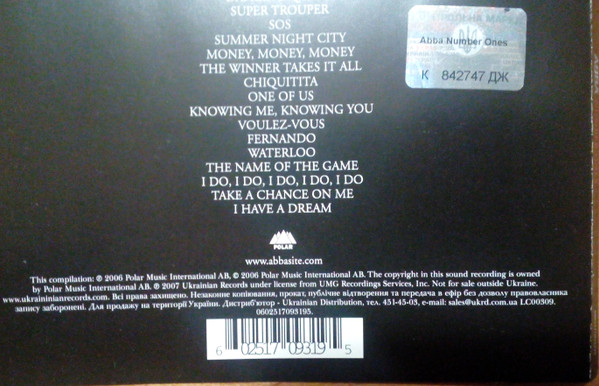 SUPER TROUPER
SOS
SUMMER NIGHT CITY
MONEY, MONEY, MONEY
THE WINNER TAKES IT ALL
CHIQUITITA
ONE OF US
KNOWING ME, KNOWING YOU
VOULEZ-VOUS
FERNANDO
WATERLOO
THE NAME OF THE GAME
I DO, I DO, I DO, I DO, I DO
TAKE A CHANCE ON ME
I HAVE A DREAM
Abba Number Ones
К 842747 ДЖ
POLAR
www.abbasite.com
This compilation: ℗ 2006 Polar Music International AB, © 2006 Polar Music International AB. The copyright in this sound recording is owned
by Polar Music International AB. ℗ 2007 Ukrainian Records under license from UMG Recordings Services, Inc. Not for sale outside Ukraine.
www.ukraininianrecords.com. Всі права захищено. Незаконне копіювання, прокат, публічне відтворення та передача в ефір без дозволу правовласника
запису заборонені. Для продажу на території України. Дистриб'ютор - Ukrainian Distribution, тел. 451-45-03, e-mail: sales@ukrd.com.ua LC00309.
0602517093195.
6 02517 09319 5